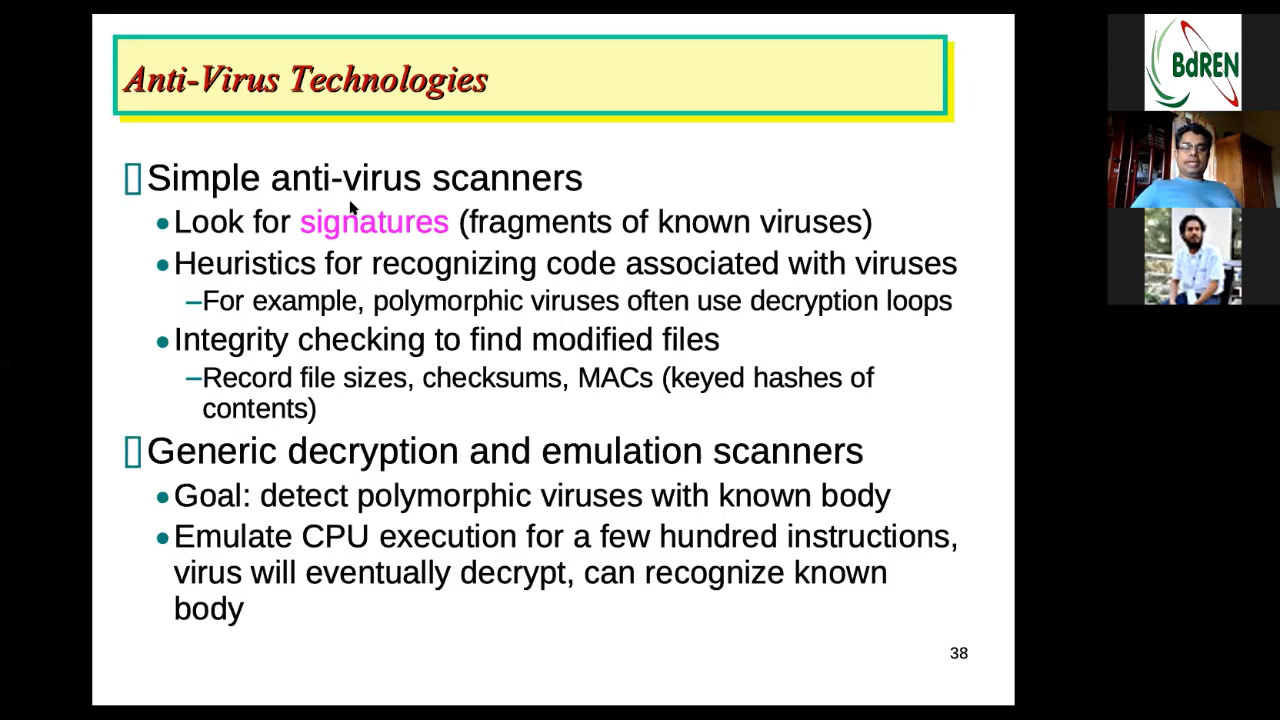 Anti-Virus Technologies
Simple anti-virus scanners
•Look for signatures (fragments of known viruses)
•Heuristics for recognizing code associated with viruses
–For example, polymorphic viruses often use decryption loops
•Integrity checking to find modified files
–Record file sizes, checksums, MACs (keyed hashes of
contents)
Generic decryption and emulation scanners
•Goal: detect polymorphic viruses with known body
•Emulate CPU execution for a few hundred instructions,
virus will eventually decrypt, can recognize known
body
38
BdREN